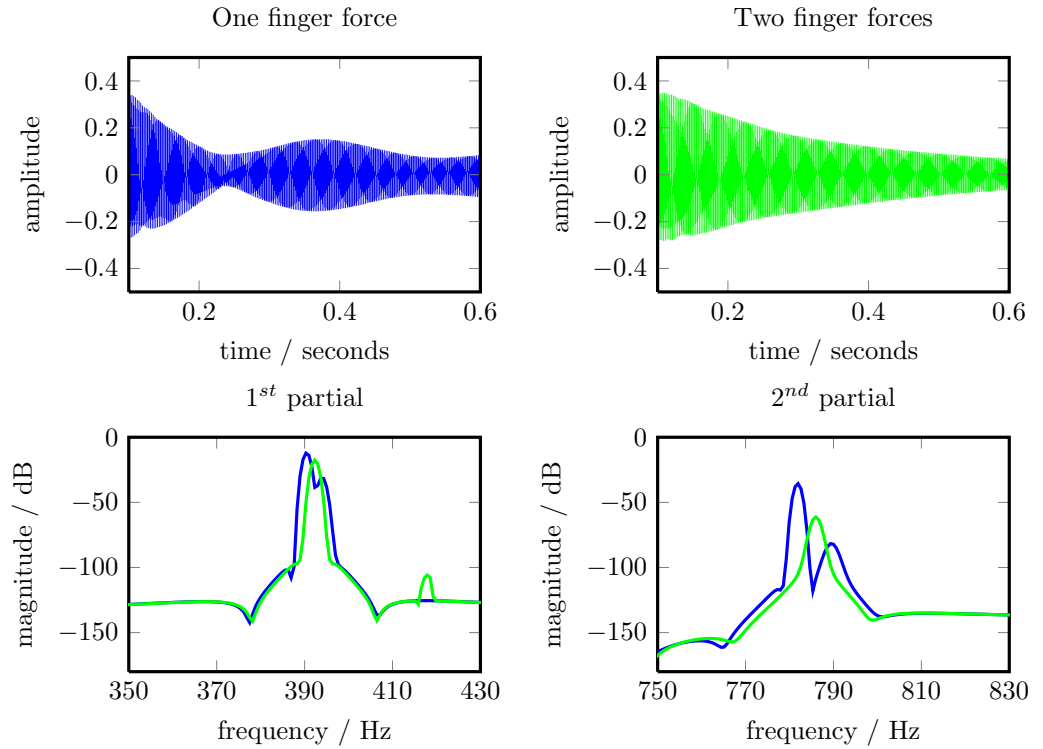 One finger force
0.4
0.2
0
−0.2
−0.4
amplitude
0.2 0.4 0.6
time / seconds
Two finger forces
0.4
0.2
0
−0.2
−0.4
amplitude
0.2 0.4 0.6
time / seconds
1st partial
0
−50
−100
−150
magnitude / dB
350 370 390 410 430
frequency / Hz
2nd partial
0
−50
−100
−150
magnitude / dB
750 770 790 810 830
frequency / Hz